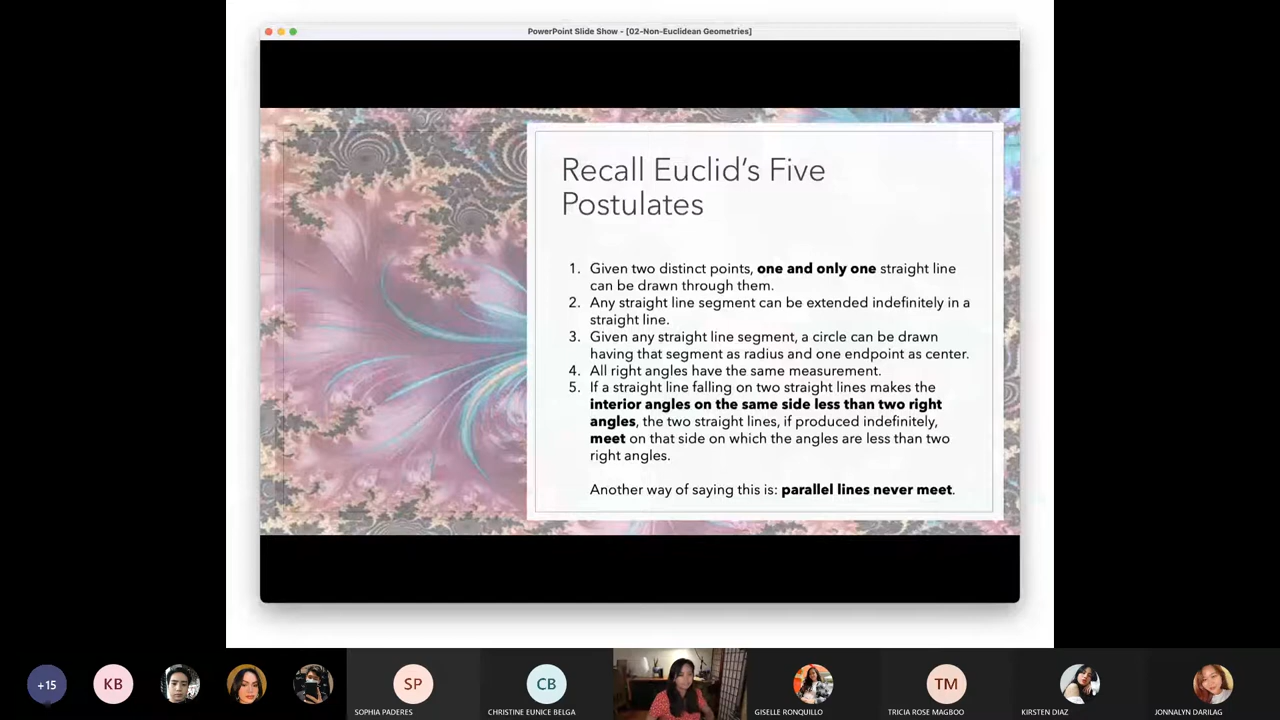 PowerPoint Slide Show - [02-Non-Euclidean Geometries]
Recall Euclid's Five
Postulates
1. Given two distinct points, one and only one straight line
can be drawn through them.
2. Any straight line segment can be extended indefinitely in a
straight line.
3. Given any straight line segment, a circle can be drawn
having that segment as radius and one endpoint as center.
4. All right angles have the same measurement.
5. If a straight line falling on two straight lines makes the
interior angles on the same side less than two right
angles, the two straight lines, if produced indefinitely,
meet on that side on which the angles are less than two
right angles.
Another way of saying this is: parallel lines never meet.
+15
KB
SP
CB
TM
SOPHIA PADERES
CHRISTINE EUNICE BELGA
GISELLE RONQUILLO
TRICIA ROSE MAGBOO
KIRSTEN DIAZ
JONNALYN DARILAG